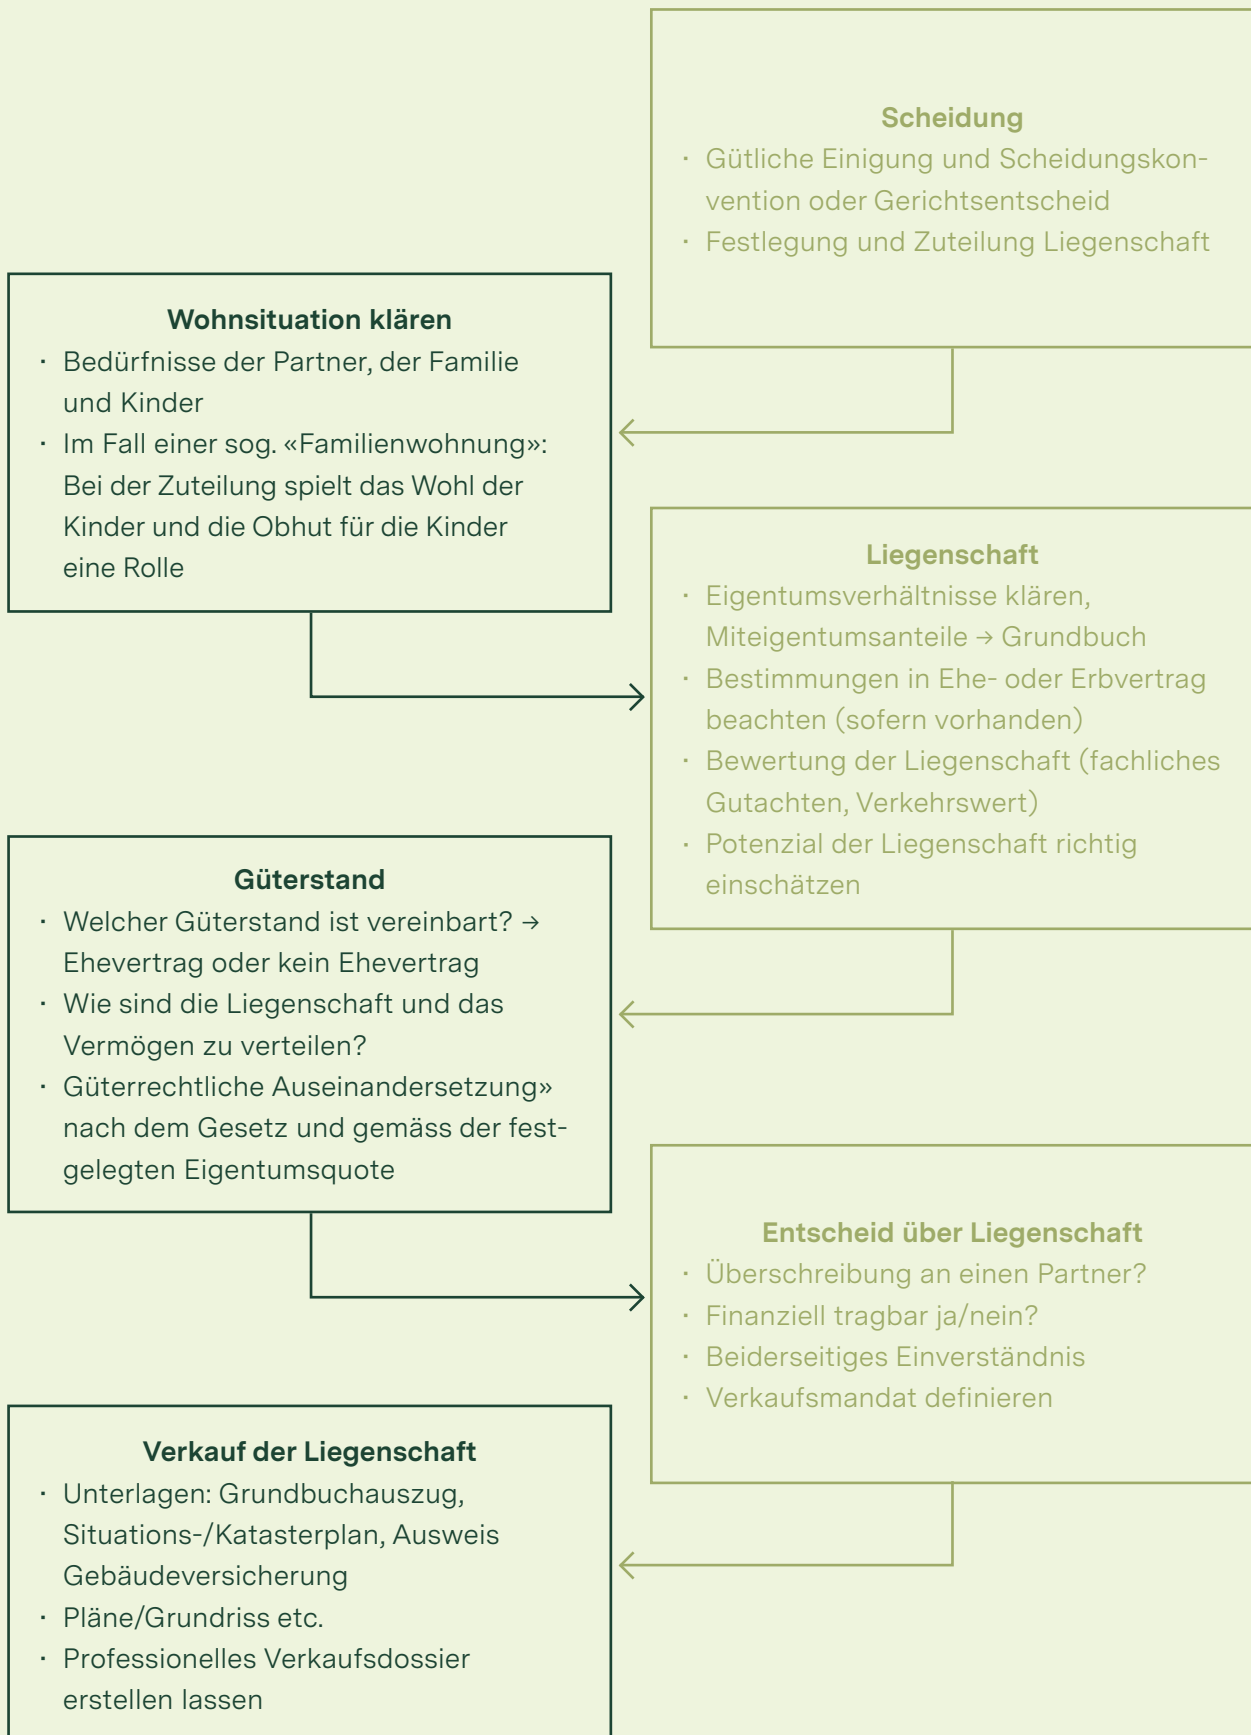 Scheidung
· Gütliche Einigung und Scheidungskon-
vention oder Gerichtsentscheid
· Festlegung und Zuteilung Liegenschaft
Wohnsituation klären
· Bedürfnisse der Partner, der Familie
und Kinder
· Im Fall einer sog. «Familienwohnung»:
Bei der Zuteilung spielt das Wohl der
Kinder und die Obhut für die Kinder
eine Rolle
Liegenschaft
· Eigentumsverhältnisse klären,
Miteigentumsanteile → Grundbuch
· Bestimmungen in Ehe- oder Erbvertrag
beachten (sofern vorhanden)
· Bewertung der Liegenschaft (fachliches
Gutachten, Verkehrswert)
· Potenzial der Liegenschaft richtig
einschätzen
Güterstand
· Welcher Güterstand ist vereinbart? →
Ehevertrag oder kein Ehevertrag
· Wie sind die Liegenschaft und das
Vermögen zu verteilen?
· Güterrechtliche Auseinandersetzung»
nach dem Gesetz und gemäss der fest-
gelegten Eigentumsquote
Entscheid über Liegenschaft
· Überschreibung an einen Partner?
· Finanziell tragbar ja/nein?
· Beiderseitiges Einverständnis
· Verkaufsmandat definieren
Verkauf der Liegenschaft
· Unterlagen: Grundbuchauszug,
Situations-/Katasterplan, Ausweis
Gebäudeversicherung
· Pläne/Grundriss etc.
· Professionelles Verkaufsdossier
erstellen lassen